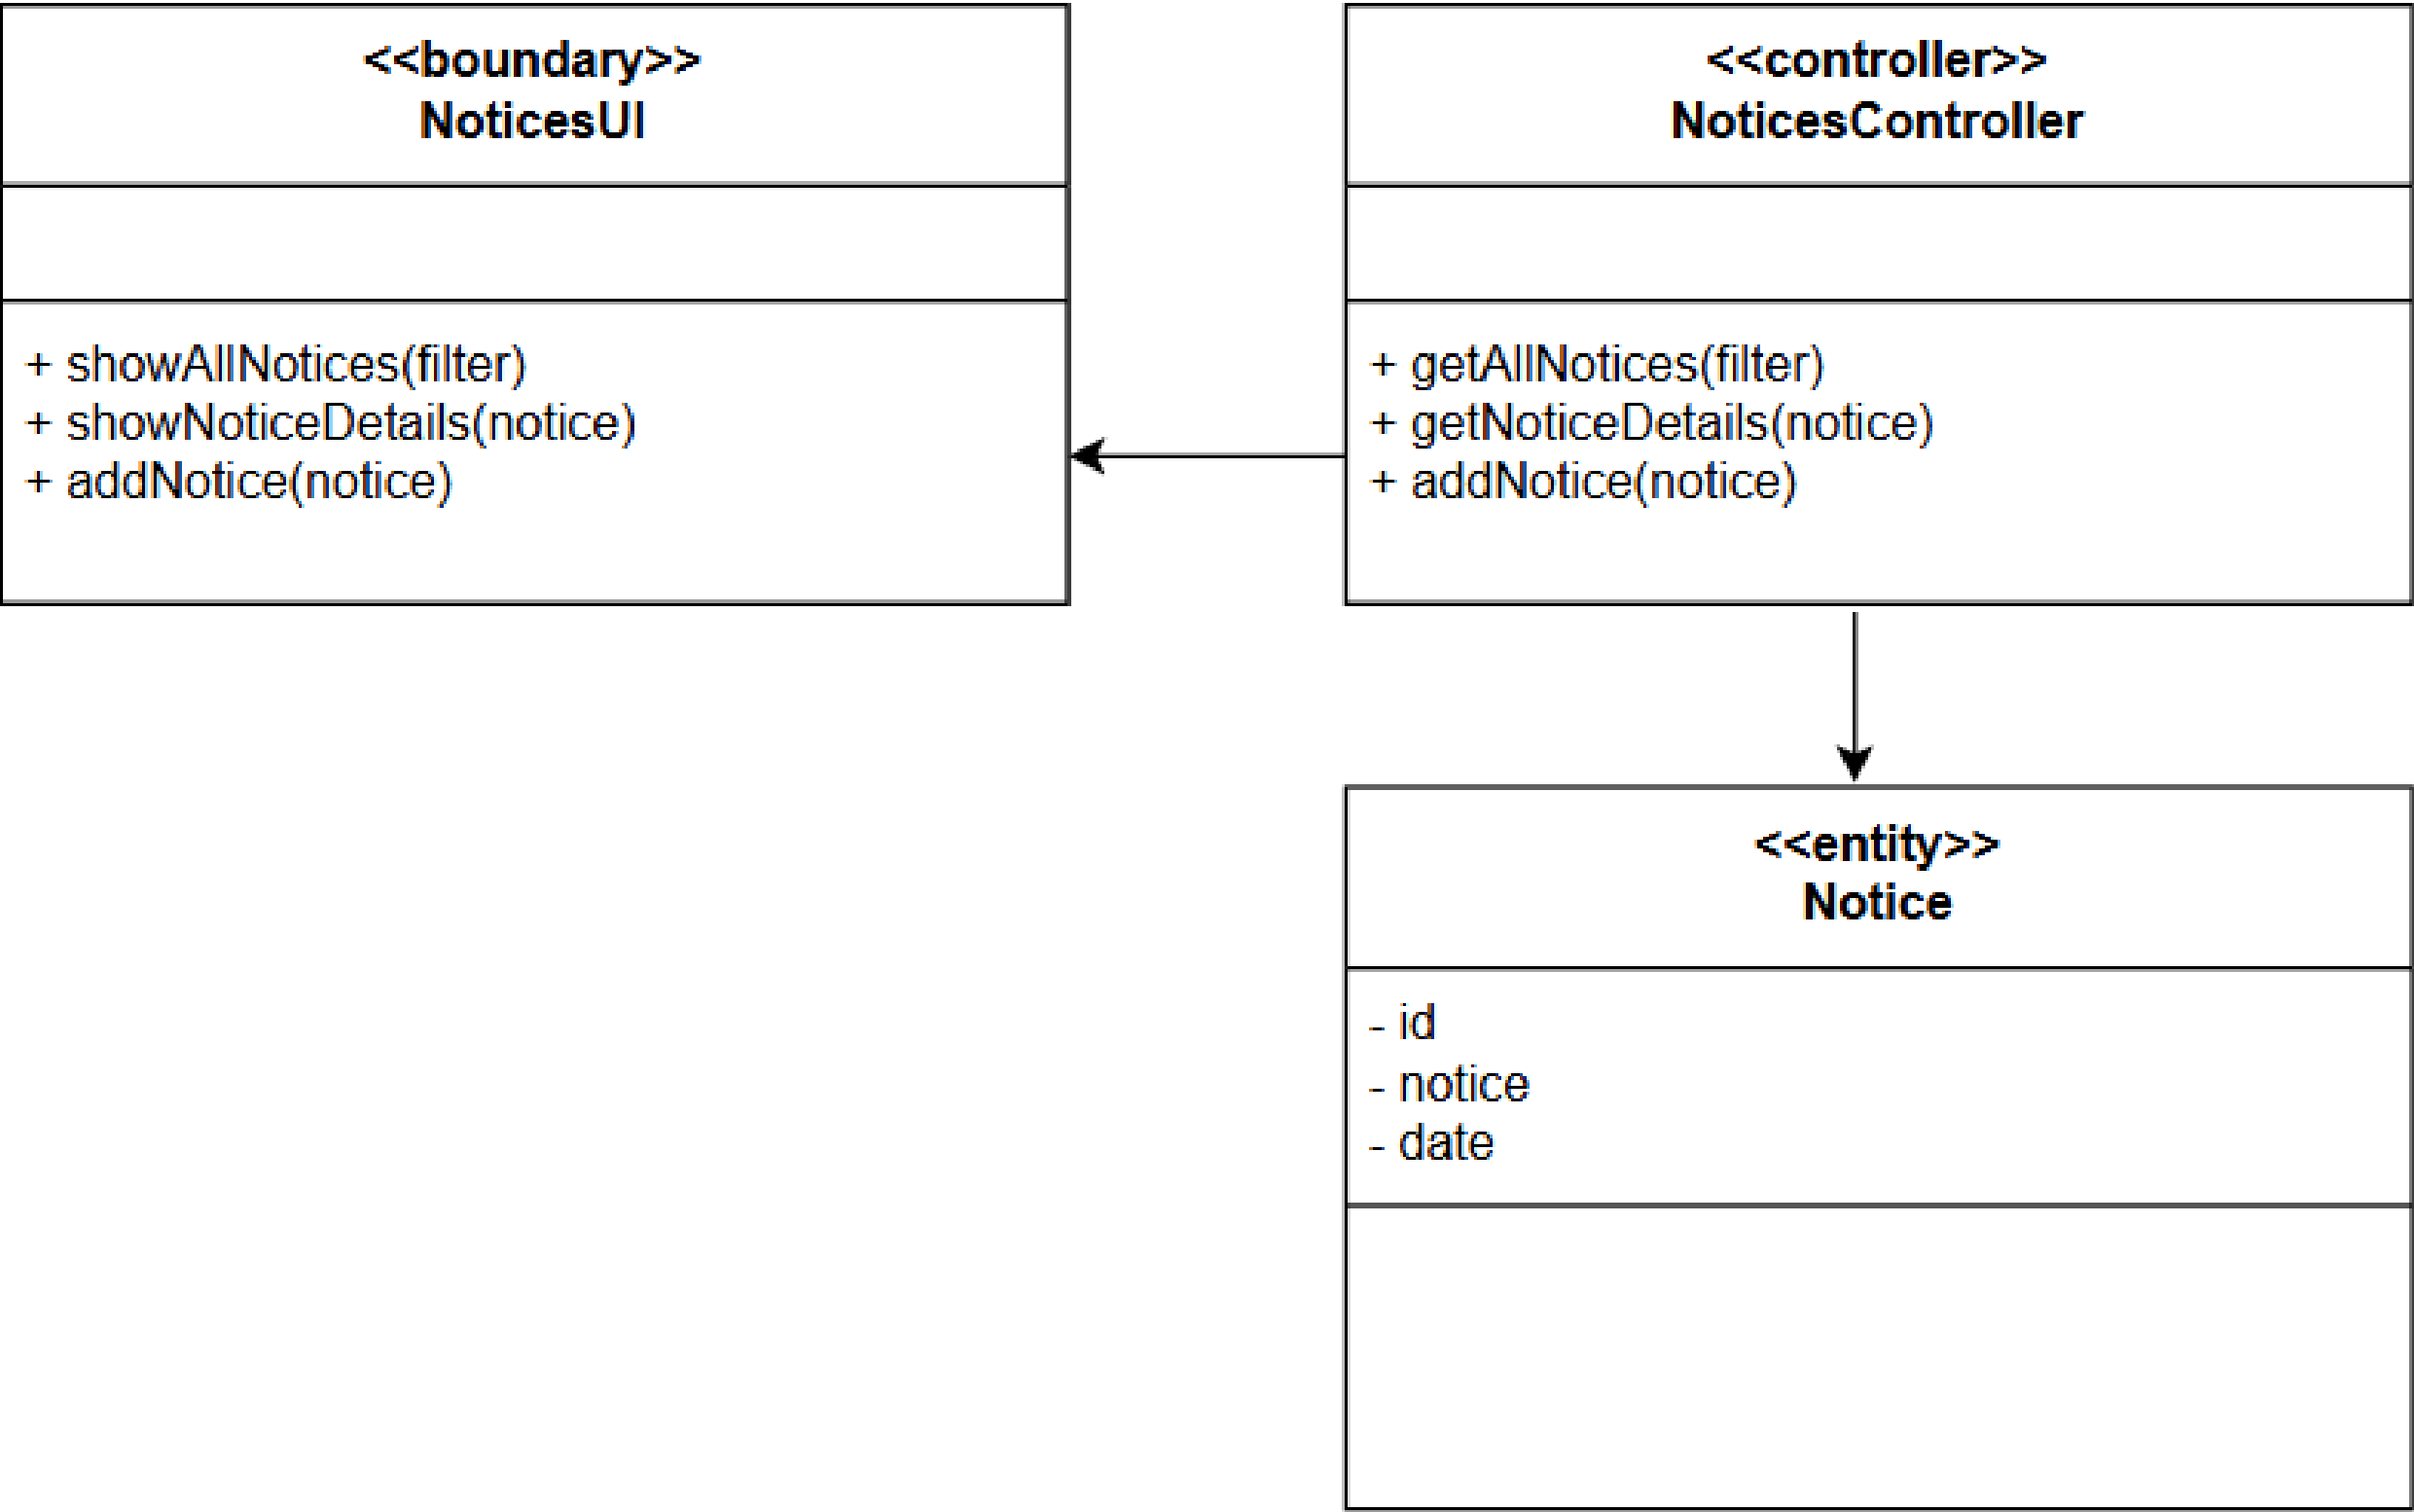 <<boundary>>
NoticesUI
+ showAllNotices(filter)
+ showNoticeDetails(notice)
+ addNotice(notice)
<<controller>>
NoticesController
+ getAllNotices(filter)
+ getNoticeDetails(notice)
+ addNotice(notice)
<<entity>>
Notice
- id
- notice
- date